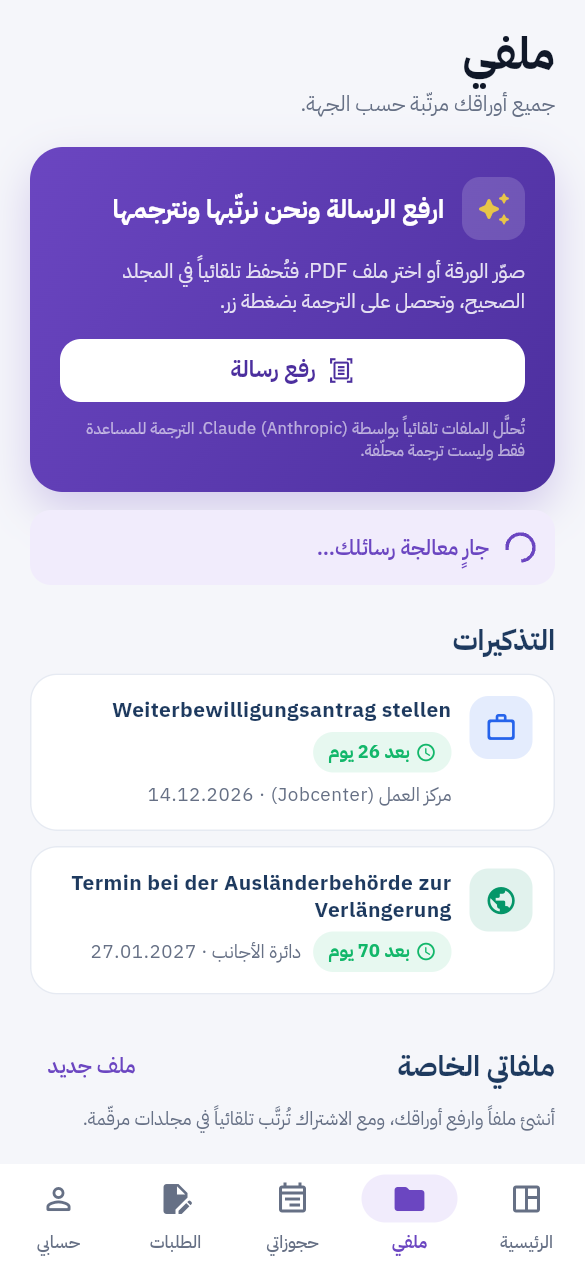 ملفي
جميع أوراقك مرتّبة حسب الجهة.
ارفع الرسالة ونحن نرتّبها ونترجمها
صوّر الورقة أو اختر ملف PDF، فتُحفظ تلقائياً في المجلد
الصحيح، وتحصل على الترجمة بضغطة زر.
رفع رسالة
تُحلَّل الملفات تلقائياً بواسطة Claude (Anthropic). الترجمة للمساعدة
فقط وليست ترجمة محلّفة.
جارٍ معالجة رسائلك...
التذكيرات
Weiterbewilligungsantrag stellen
بعد 26 يوم
مركز العمل (Jobcenter) · 14.12.2026
Termin bei der Ausländerbehörde zur
Verlängerung
بعد 70 يوم
دائرة الأجانب · 27.01.2027
ملفاتي الخاصة
ملف جديد
أنشئ ملفاً وارفع أوراقك، ومع الاشتراك تُرتَّب تلقائياً في مجلدات مرقّمة.
الرئيسية
ملفي
حجوزاتي
الطلبات
حسابي